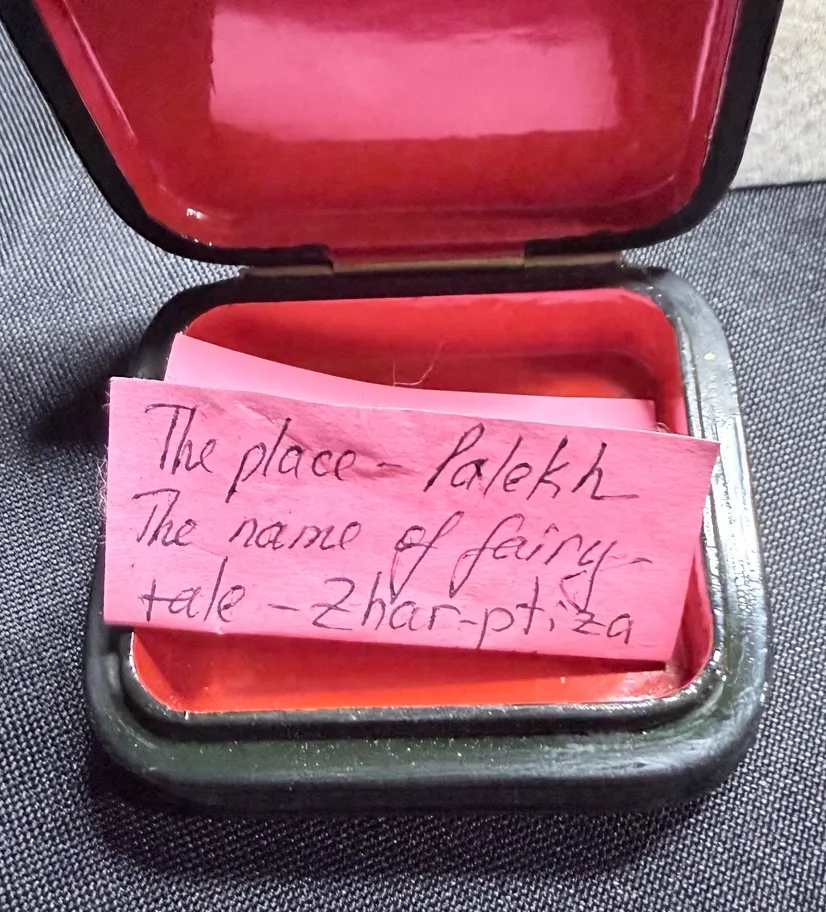 The place - Palekh
The name of fairy-
tale - Zhar-ptiza